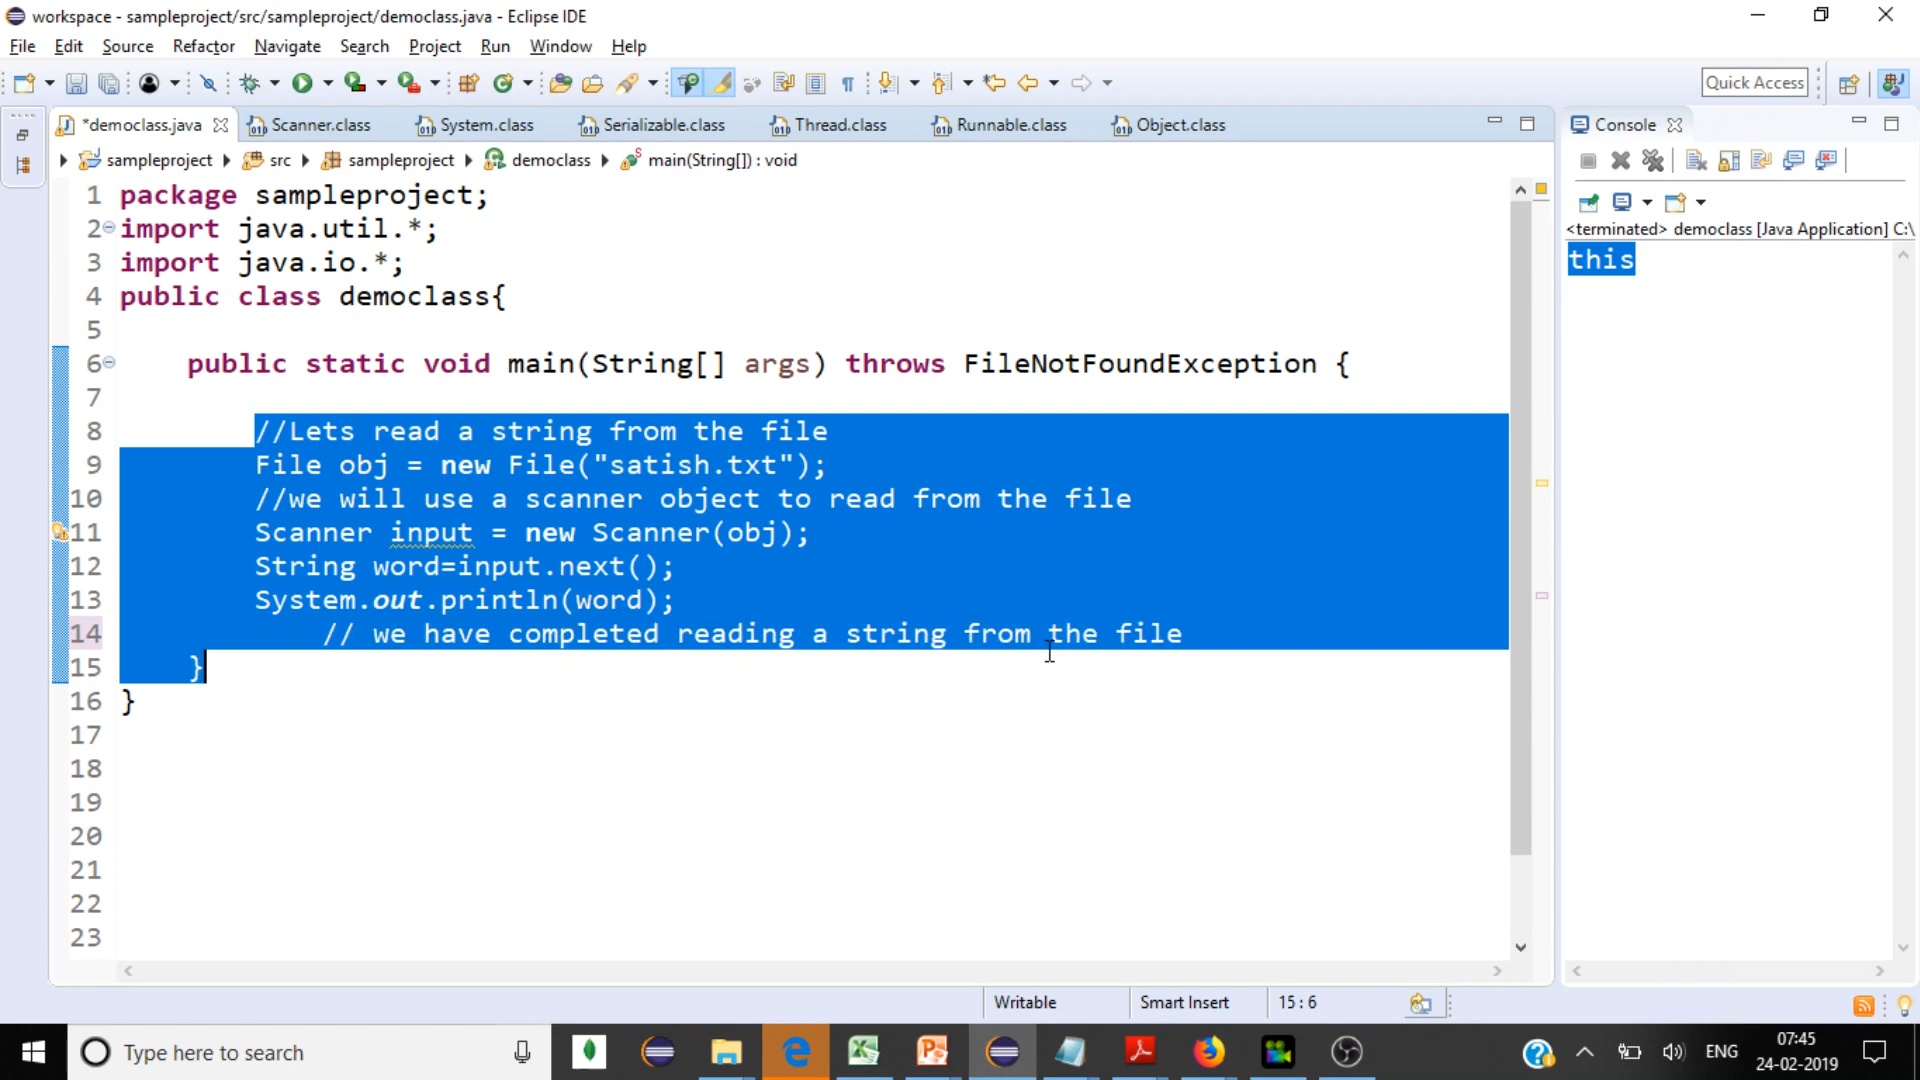 workspace - sampleproject/src/sampleproject/democlass.java - Eclipse IDE
File Edit Source Refactor Navigate Search Project Run Window Help
Quick Access
*democlass.java Scanner.class System.class Serializable.class Thread.class Runnable.class Object.class
sampleproject src sampleproject democlass main(String[]) : void
1 package sampleproject;
2 import java.util.*;
3 import java.io.*;
4 public class democlass{
5
6 public static void main(String[] args) throws FileNotFoundException {
7
8 //Lets read a string from the file
9 File obj = new File("satish.txt");
10 //we will use a scanner object to read from the file
11 Scanner input = new Scanner(obj);
12 String word=input.next();
13 System.out.println(word);
14 // we have completed reading a string from the file
15 }
16 }
17
18
19
20
21
22
23
Console
<terminated> democlass [Java Application] C:\
this
Writable Smart Insert 15 : 6
Type here to search
ENG
07:45
24-02-2019